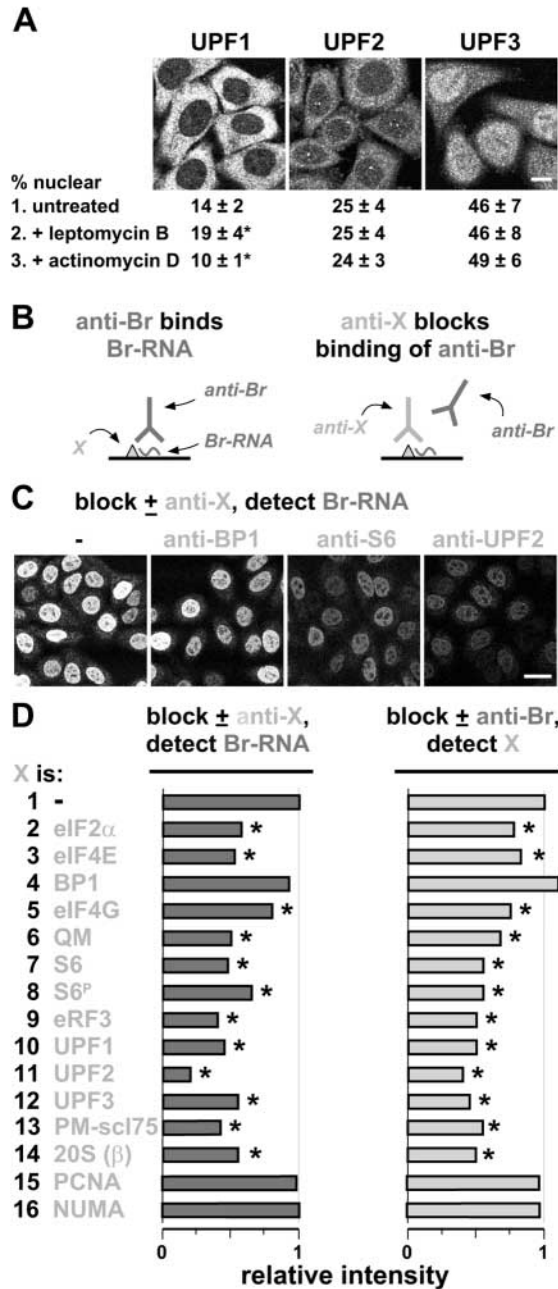 A
UPF1 UPF2 UPF3
% nuclear
1. untreated 14 ± 2 25 ± 4 46 ± 7
2. + leptomycin B 19 ± 4* 25 ± 4 46 ± 8
3. + actinomycin D 10 ± 1* 24 ± 3 49 ± 6
B
anti-Br binds anti-X blocks
Br-RNA binding of anti-Br
anti-Br
X Br-RNA
anti-X anti-Br
C block ± anti-X, detect Br-RNA
- anti-BP1 anti-S6 anti-UPF2
D block ± anti-X, block ± anti-Br,
detect Br-RNA detect X
X is:
1 -
2 eIF2α * *
3 eIF4E * *
4 BP1
5 eIF4G * *
6 QM * *
7 S6 * *
8 S6ᴾ * *
9 eRF3 * *
10 UPF1 * *
11 UPF2 * *
12 UPF3 * *
13 PM-scl75 * *
14 20S (β) * *
15 PCNA
16 NUMA
0 1 0 1
relative intensity